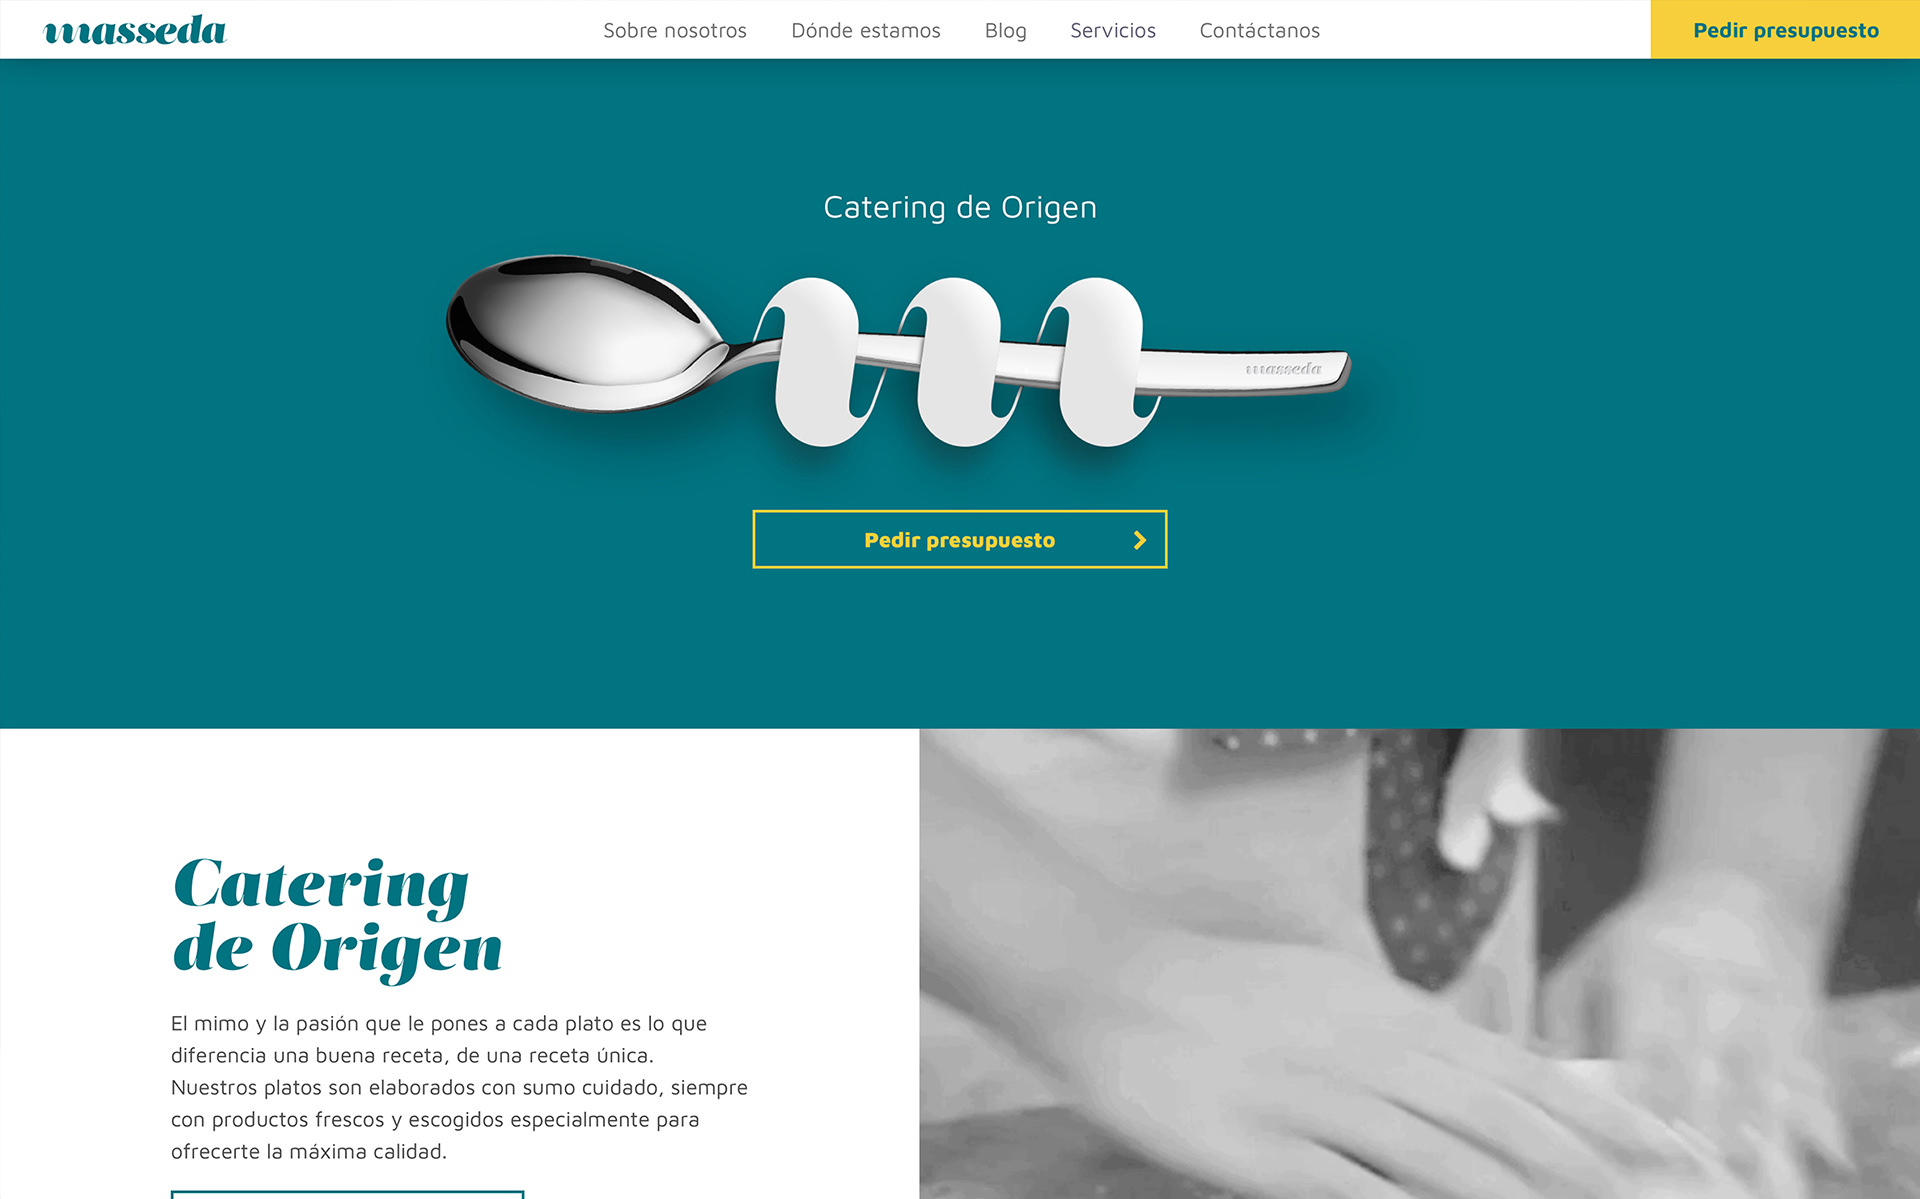 masseda
Sobre nosotros
Dónde estamos
Blog
Servicios
Contáctanos
Pedir presupuesto
Catering de Origen
masseda
Pedir presupuesto
Catering
de Origen
El mimo y la pasión que le pones a cada plato es lo que
diferencia una buena receta, de una receta única.
Nuestros platos son elaborados con sumo cuidado, siempre
con productos frescos y escogidos especialmente para
ofrecerte la máxima calidad.